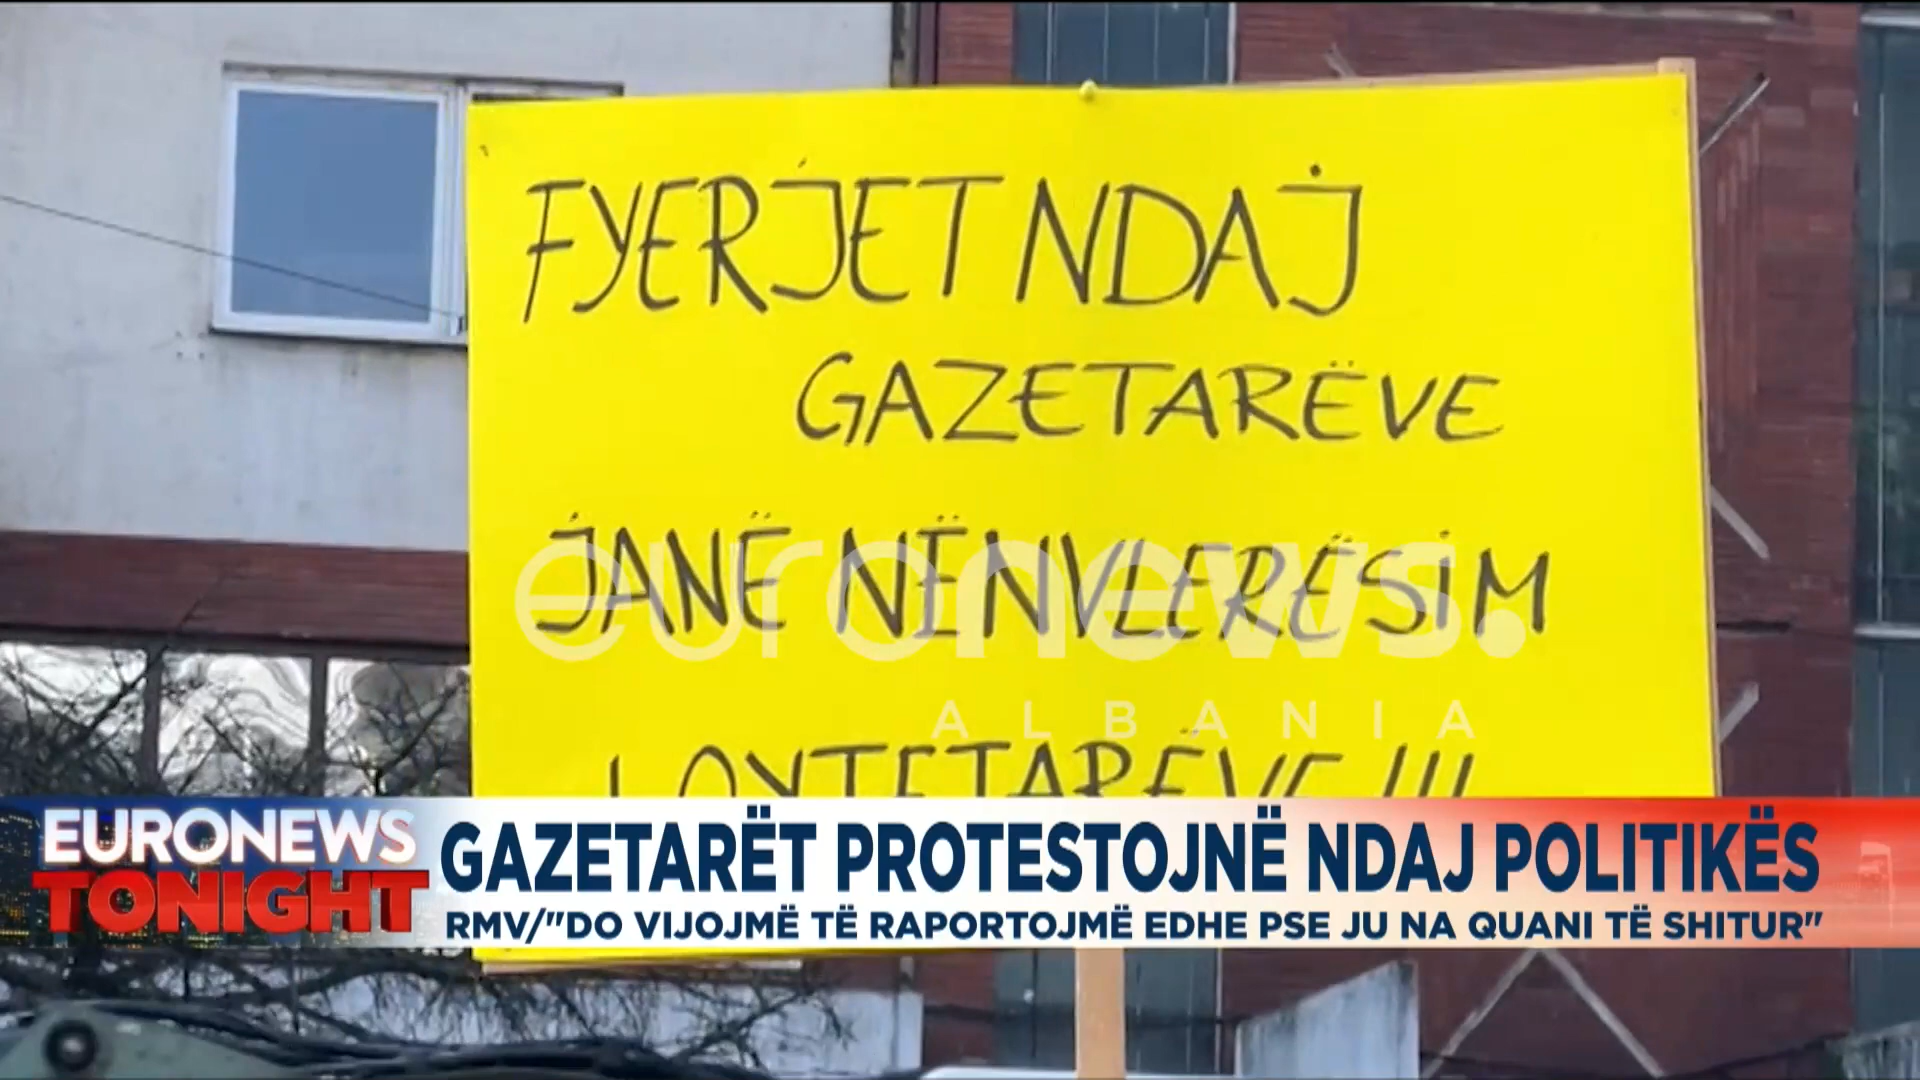 FYERJET NDAJ
GAZETARËVE
JANË NËNVLERËSIM
euronews.
ALBANIA
EURONEWS
TONIGHT
GAZETARËT PROTESTOJNË NDAJ POLITIKËS
RMV/"DO VIJOJMË TË RAPORTOJMË EDHE PSE JU NA QUANI TË SHITUR"